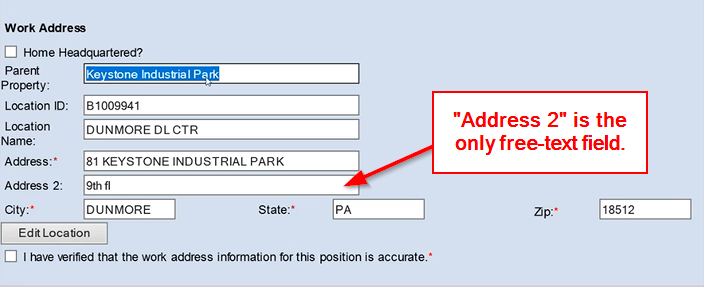 Work Address
Home Headquartered?
Parent
Property:
Keystone Industrial Park
Location ID:
B1009941
Location
Name:
DUNMORE DL CTR
Address:*
81 KEYSTONE INDUSTRIAL PARK
Address 2:
9th fl
City:*
DUNMORE
State:*
PA
Zip:*
18512
Edit Location
I have verified that the work address information for this position is accurate.*
"Address 2" is the
only free-text field.